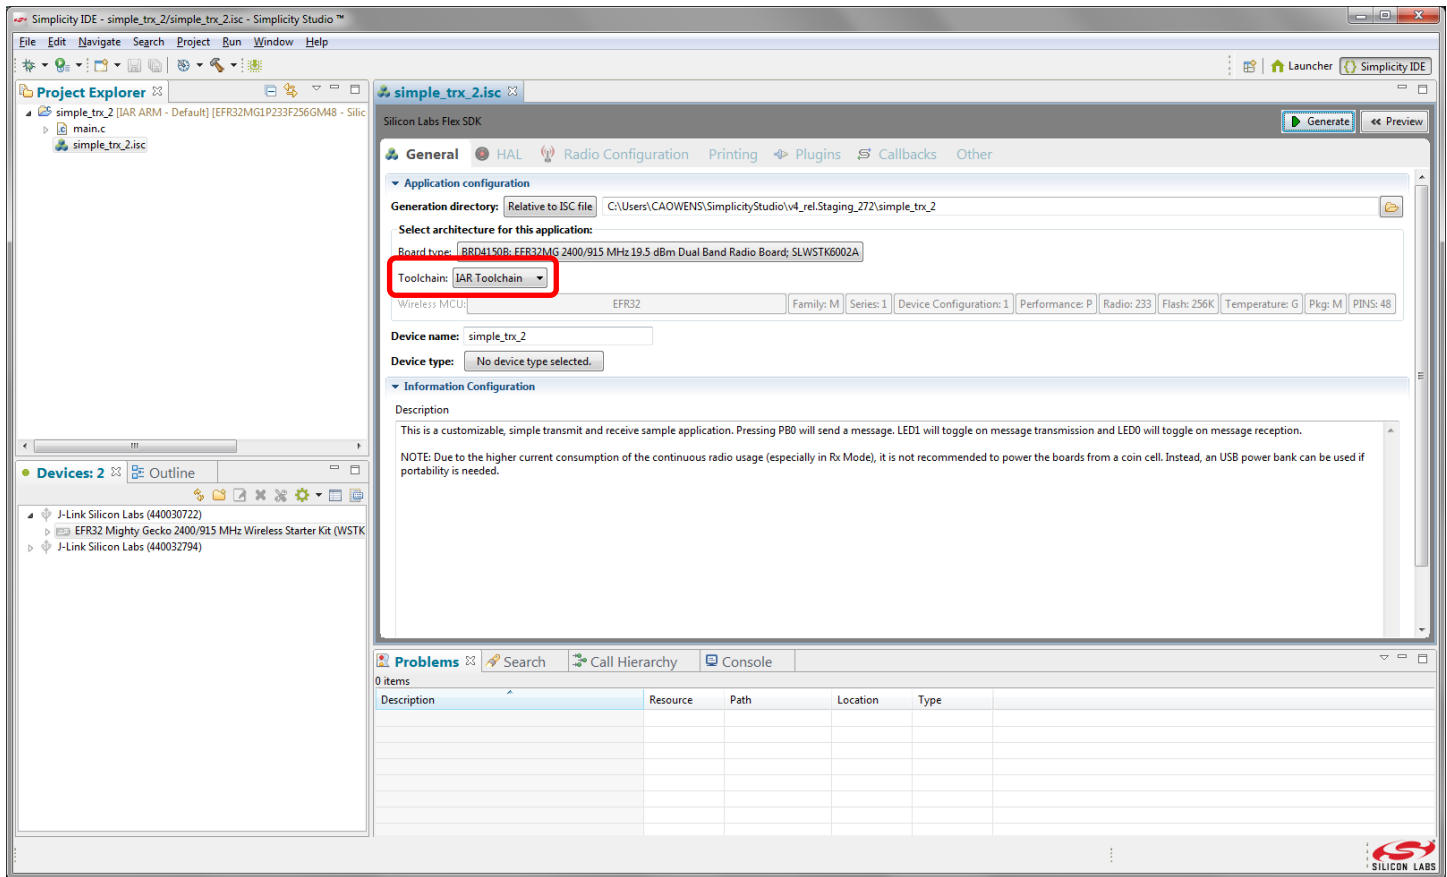 Simplicity IDE - simple_trx_2/simple_trx_2.isc - Simplicity Studio ™
File Edit Navigate Search Project Run Window Help
Launcher Simplicity IDE
Project Explorer
simple_trx_2 [IAR ARM - Default] [EFR32MG1P233F256GM48 - Silic
main.c
simple_trx_2.isc
simple_trx_2.isc
Silicon Labs Flex SDK
Generate Preview
General HAL Radio Configuration Printing Plugins Callbacks Other
Application configuration
Generation directory: Relative to ISC file C:\Users\CAOWENS\SimplicityStudio\v4_rel.Staging_272\simple_trx_2
Select architecture for this application:
Board type: BRD4150B: EFR32MG 2400/915 MHz 19.5 dBm Dual Band Radio Board; SLWSTK6002A
Toolchain: IAR Toolchain
Wireless MCU: EFR32 Family: M Series: 1 Device Configuration: 1 Performance: P Radio: 233 Flash: 256K Temperature: G Pkg: M PINS: 48
Device name: simple_trx_2
Device type: No device type selected.
Information Configuration
Description
This is a customizable, simple transmit and receive sample application. Pressing PB0 will send a message. LED1 will toggle on message transmission and LED0 will toggle on message reception.
NOTE: Due to the higher current consumption of the continuous radio usage (especially in Rx Mode), it is not recommended to power the boards from a coin cell. Instead, an USB power bank can be used if
portability is needed.
Devices: 2 Outline
J-Link Silicon Labs (440030722)
EFR32 Mighty Gecko 2400/915 MHz Wireless Starter Kit (WSTK
J-Link Silicon Labs (440032794)
Problems Search Call Hierarchy Console
0 items
Description Resource Path Location Type
SILICON LABS